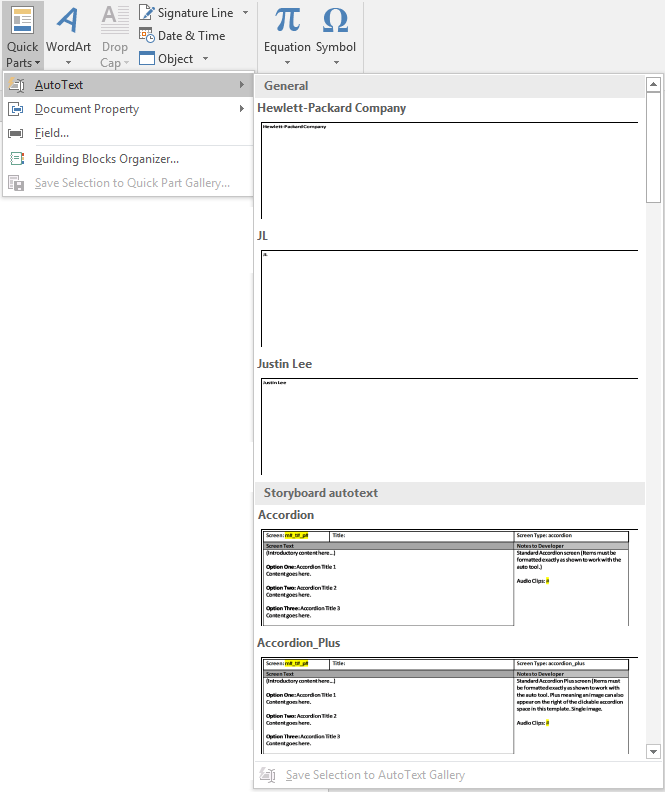 Quick
Parts
WordArt
Drop
Cap
Signature Line
Date & Time
Object
Equation
Symbol
AutoText
Document Property
Field...
Building Blocks Organizer...
Save Selection to Quick Part Gallery...
General
Hewlett-Packard Company
Hewlett-Packard Company
JL
JL
Justin Lee
Justin Lee
Storyboard autotext
Accordion
Screen: m#_t#_p# Title: Screen Type: accordion
Screen Text Notes to Developer
(Introductory content here...) Standard Accordion screen (Items must
be formatted exactly as shown to work with
Option One: Accordion Title 1 the auto tool.)
Content goes here.
Audio Clips: #
Option Two: Accordion Title 2
Content goes here.
Option Three: Accordion Title 3
Content goes here.
Accordion_Plus
Screen: m#_t#_p# Title: Screen Type: accordion_plus
Screen Text Notes to Developer
(Introductory content here...) Standard Accordion Plus screen (Items must
be formatted exactly as shown to work with
Option One: Accordion Title 1 the auto tool. Plus meaning an image can also
Content goes here. appear on the right of the clickable accordion
space in this template. Single image.
Option Two: Accordion Title 2
Content goes here. Audio Clips: #
Option Three: Accordion Title 3
Content goes here.
Save Selection to AutoText Gallery